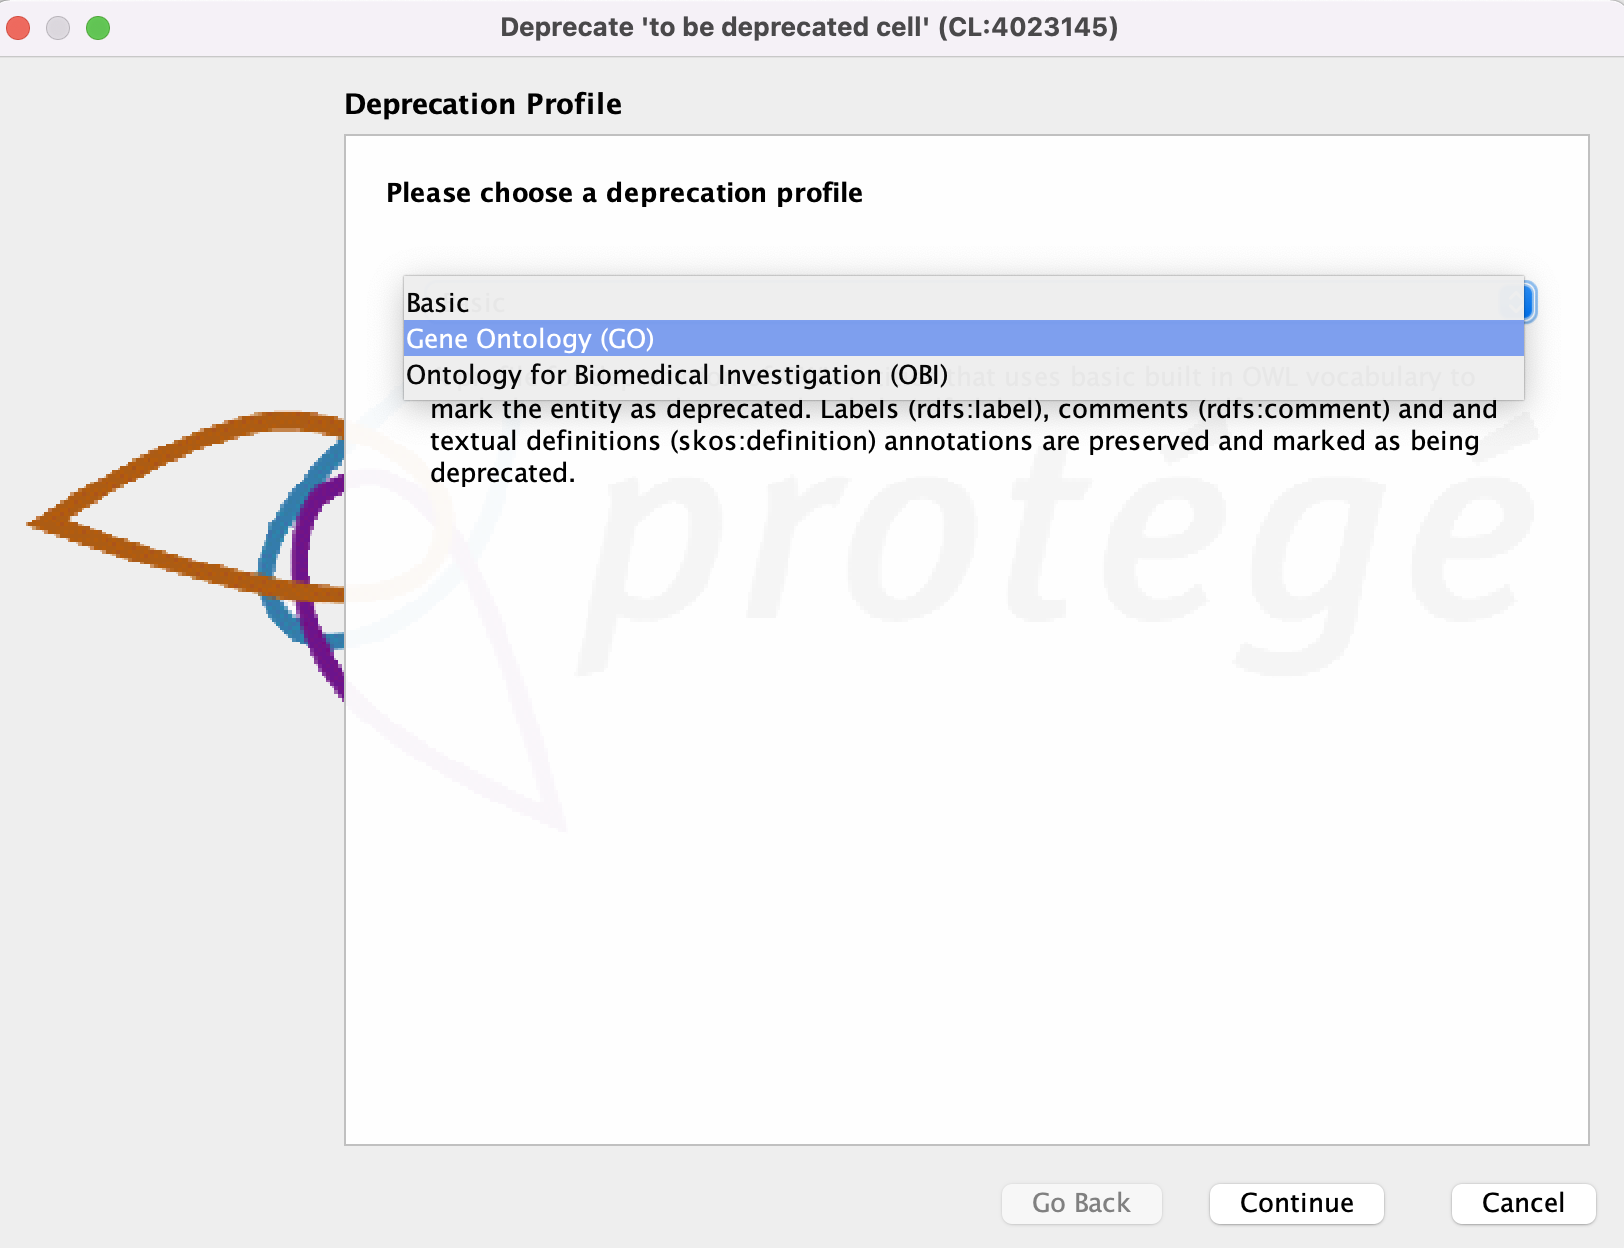 Deprecate 'to be deprecated cell' (CL:4023145)
Deprecation Profile
Please choose a deprecation profile
Basic
Gene Ontology (GO)
Ontology for Biomedical Investigation (OBI)
that uses basic built in OWL vocabulary to
mark the entity as deprecated. Labels (rdfs:label), comments (rdfs:comment) and and
textual definitions (skos:definition) annotations are preserved and marked as being
deprecated.
protégé
Go Back
Continue
Cancel